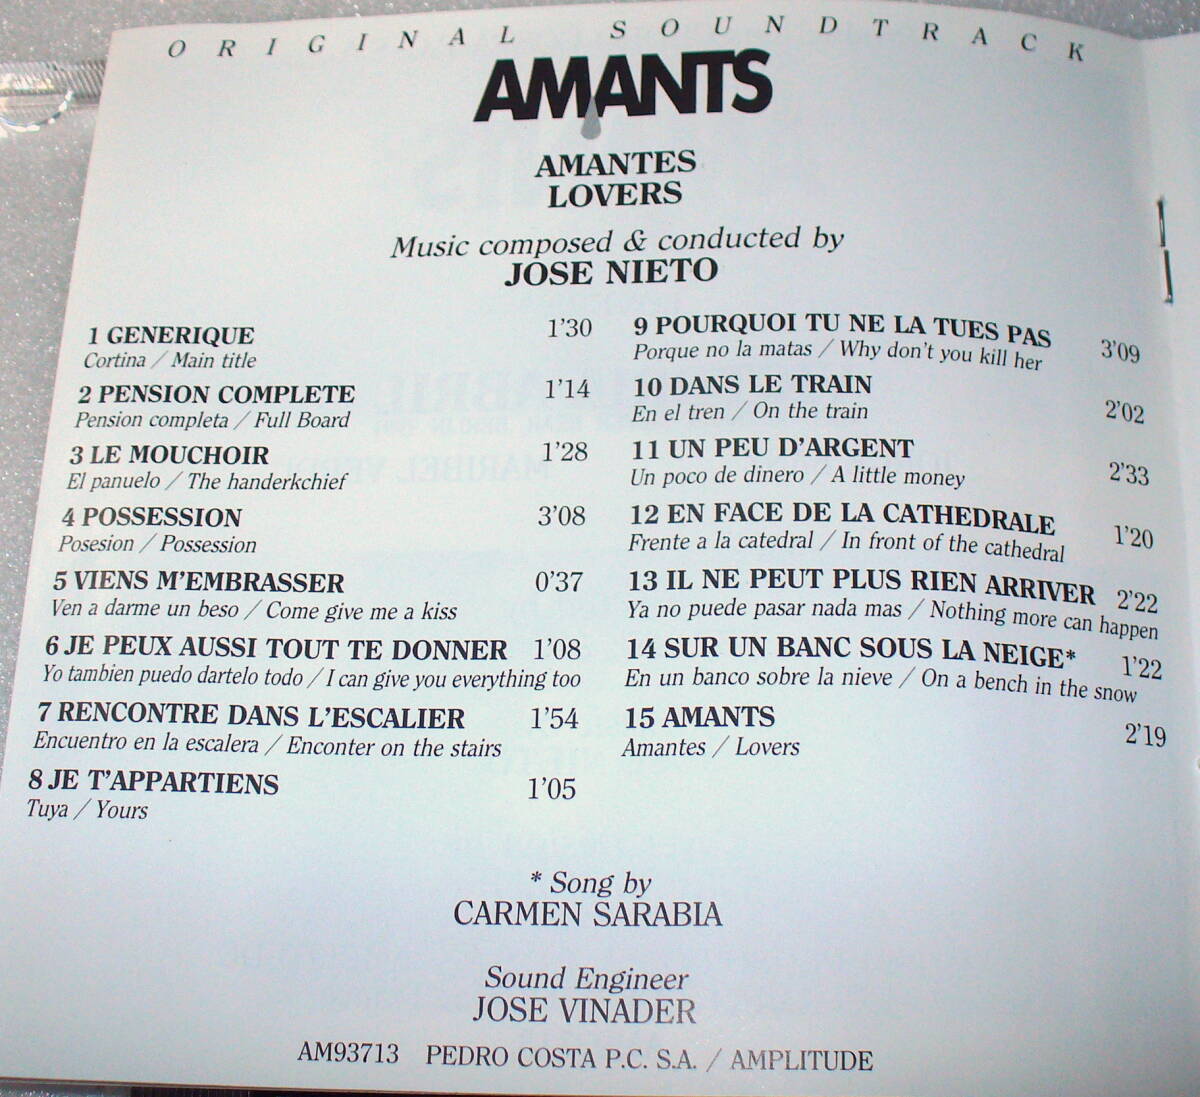 ORIGINAL SOUNDTRACK
AMANTS
AMANTES
LOVERS
Music composed & conducted by
JOSE NIETO
1 GENERIQUE 1'30
Cortina / Main title
2 PENSION COMPLETE 1'14
Pension completa / Full Board
3 LE MOUCHOIR 1'28
El panuelo / The handerkchief
4 POSSESSION 3'08
Posesion / Possession
5 VIENS M'EMBRASSER 0'37
Ven a darme un beso / Come give me a kiss
6 JE PEUX AUSSI TOUT TE DONNER 1'08
Yo tambien puedo dartelo todo / I can give you everything too
7 RENCONTRE DANS L'ESCALIER 1'54
Encuentro en la escalera / Enconter on the stairs
8 JE T'APPARTIENS 1'05
Tuya / Yours
9 POURQUOI TU NE LA TUES PAS 3'09
Porque no la matas / Why don't you kill her
10 DANS LE TRAIN 2'02
En el tren / On the train
11 UN PEU D'ARGENT 2'33
Un poco de dinero / A little money
12 EN FACE DE LA CATHEDRALE 1'20
Frente a la catedral / In front of the cathedral
13 IL NE PEUT PLUS RIEN ARRIVER 2'22
Ya no puede pasar nada mas / Nothing more can happen
14 SUR UN BANC SOUS LA NEIGE* 1'22
En un banco sobre la nieve / On a bench in the snow
15 AMANTS 2'19
Amantes / Lovers
* Song by
CARMEN SARABIA
Sound Engineer
JOSE VINADER
AM93713 PEDRO COSTA P.C. S.A. / AMPLITUDE